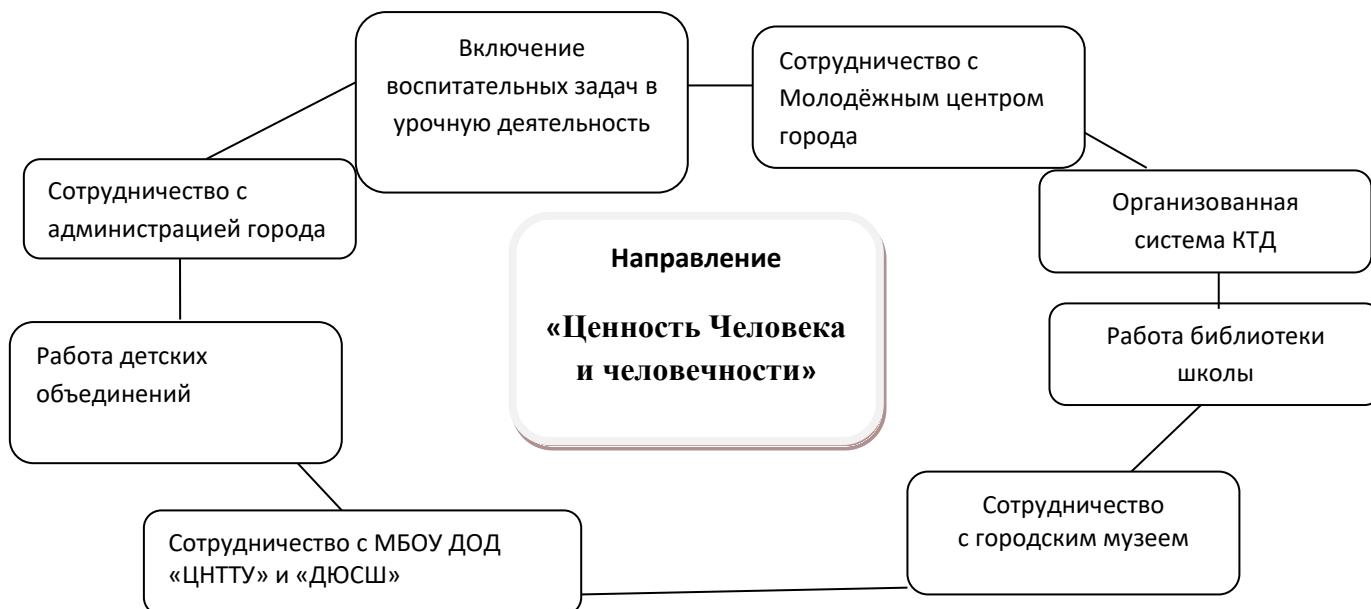 Включение
воспитательных задач в
урочную деятельность
Сотрудничество с
Молодёжным центром
города
Сотрудничество с
администрацией города
Организованная
система КТД
Направление
«Ценность Человека
и человечности»
Работа детских
объединений
Работа библиотеки
школы
Сотрудничество
с городским музеем
Сотрудничество с МБОУ ДОД
«ЦНТТУ» и «ДЮСШ»